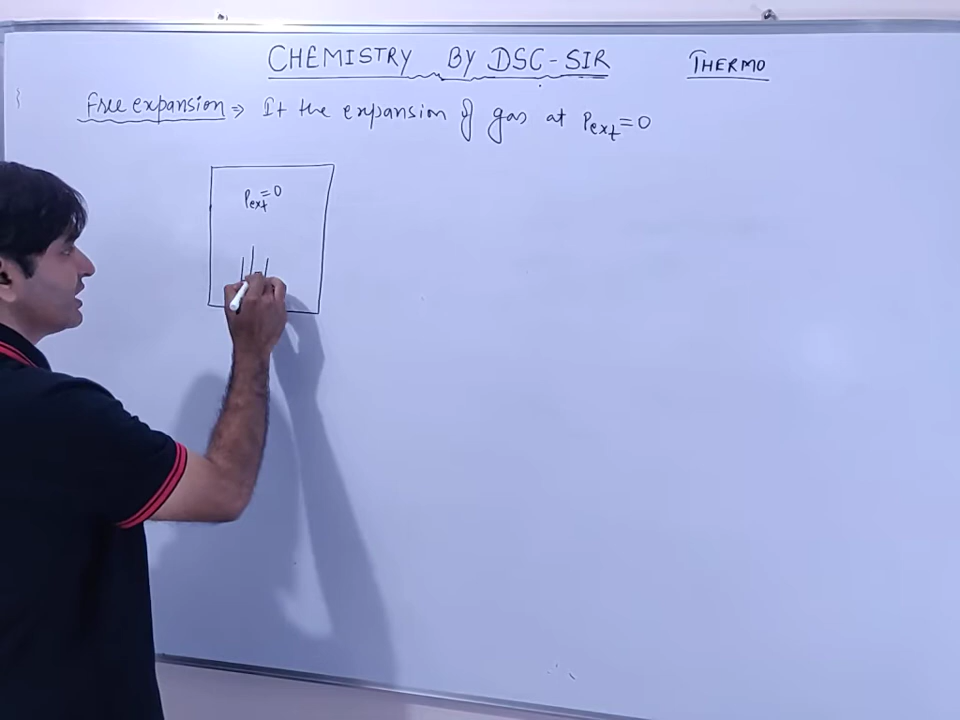 CHEMISTRY BY DSC-SIR THERMO
Free expansion ⇒ It the expansion of gas at Pext=0
Pext=0